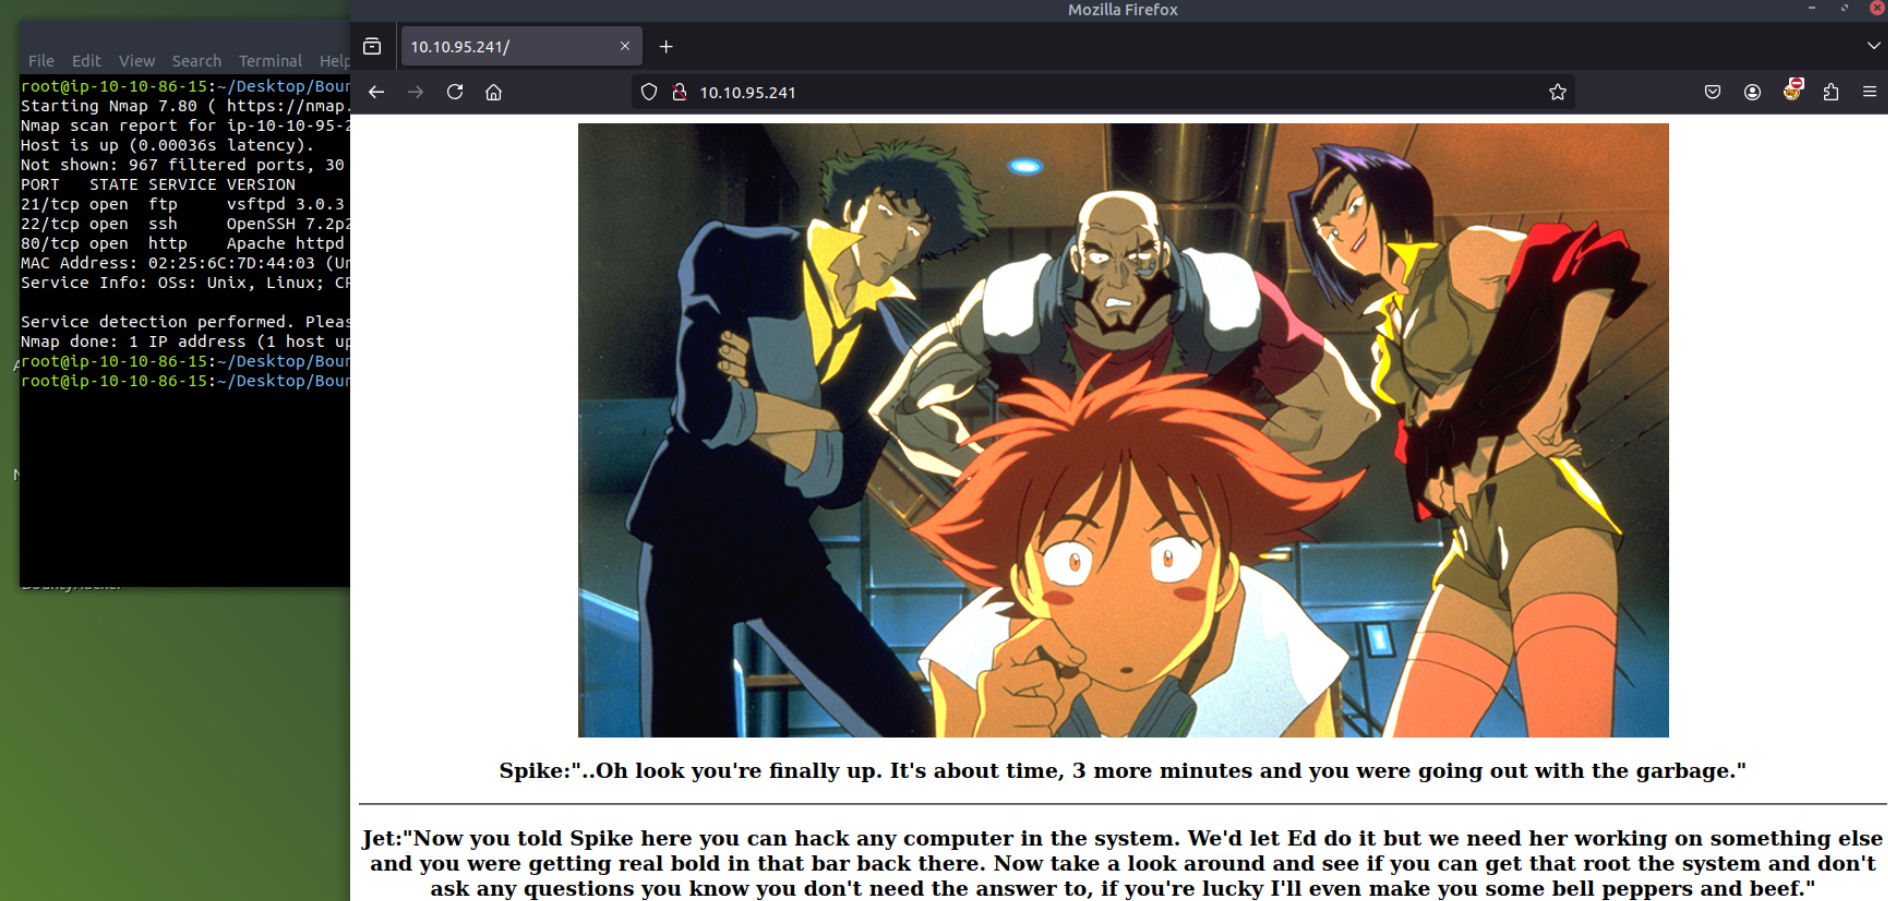 Mozilla Firefox
10.10.95.241/
10.10.95.241
File Edit View Search Terminal Help
root@ip-10-10-86-15:~/Desktop/Boun
Starting Nmap 7.80 ( https://nmap.
Nmap scan report for ip-10-10-95-2
Host is up (0.00036s latency).
Not shown: 967 filtered ports, 30
PORT STATE SERVICE VERSION
21/tcp open ftp vsftpd 3.0.3
22/tcp open ssh OpenSSH 7.2p2
80/tcp open http Apache httpd
MAC Address: 02:25:6C:7D:44:03 (Un
Service Info: OSs: Unix, Linux; CP
Service detection performed. Pleas
Nmap done: 1 IP address (1 host up
root@ip-10-10-86-15:~/Desktop/Boun
root@ip-10-10-86-15:~/Desktop/Boun
Spike:"..Oh look you're finally up. It's about time, 3 more minutes and you were going out with the garbage."
Jet:"Now you told Spike here you can hack any computer in the system. We'd let Ed do it but we need her working on something else
and you were getting real bold in that bar back there. Now take a look around and see if you can get that root the system and don't
ask any questions you know you don't need the answer to, if you're lucky I'll even make you some bell peppers and beef."